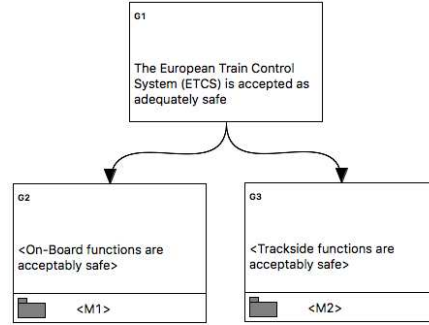 G1
The European Train Control
System (ETCS) is accepted as
adequately safe
G2
<On-Board functions are
acceptably safe>
<M1>
G3
<Trackside functions are
acceptably safe>
<M2>